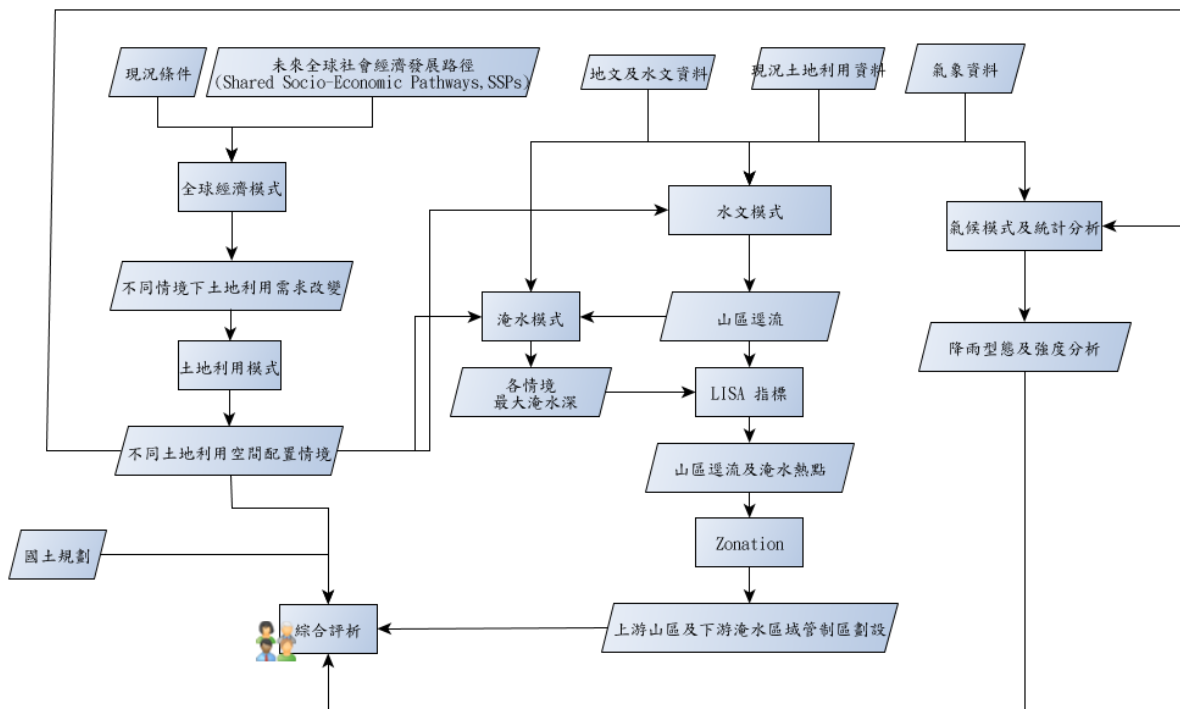 現況條件
未來全球社會經濟發展路徑
(Shared Socio-Economic Pathways,SSPs)
地文及水文資料
現況土地利用資料
氣象資料
全球經濟模式
水文模式
氣候模式及統計分析
不同情境下土地利用需求改變
淹水模式
山區逕流
降雨型態及強度分析
土地利用模式
各情境
最大淹水深
LISA 指標
不同土地利用空間配置情境
山區逕流及淹水熱點
國土規劃
Zonation
綜合評析
上游山區及下游淹水區域管制區劃設